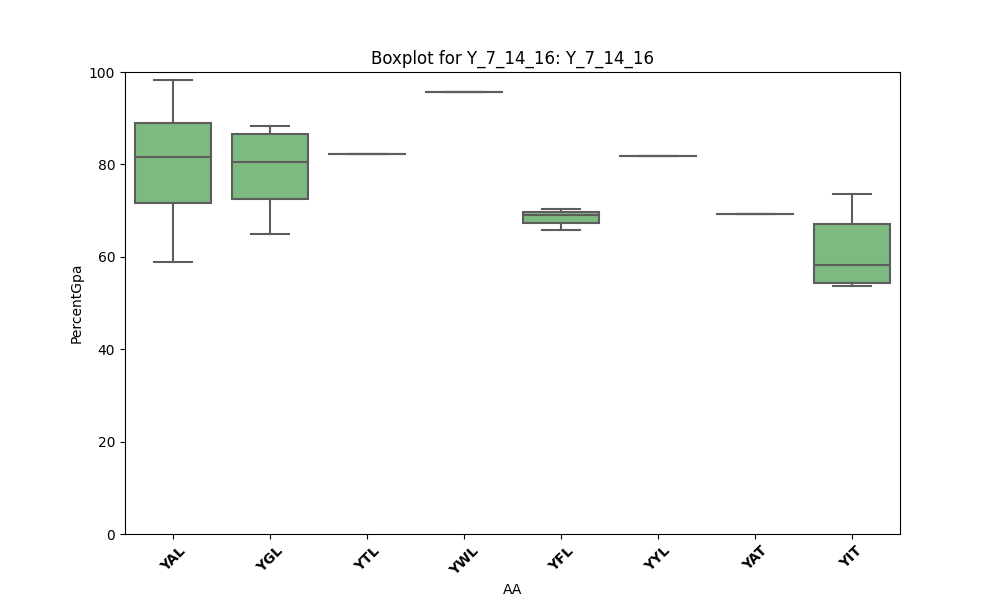 Boxplot for Y_7_14_16: Y_7_14_16
100
80
60
40
20
0
PercentGpa
YAL
YGL
YTL
YWL
YFL
YYL
YAT
YIT
AA